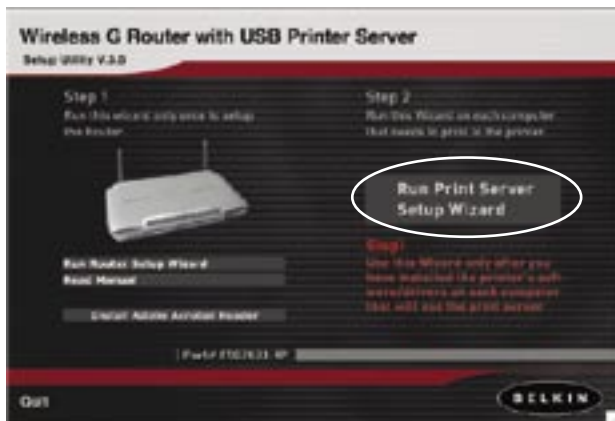 Wireless G Router with USB Printer Server
Setup Utility V.3.0
Step 1
Run this wizard only once to setup
the Router
Run Router Setup Wizard
Read Manual
Install Adobe Acrobat Reader
Step 2
Run this Wizard on each computer
that needs to print to the printer
Run Print Server
Setup Wizard
Stop!
Use this Wizard only after you
have installed the printer's soft
ware/drivers on each computer
that will use the print server
Part#
Quit
BELKIN